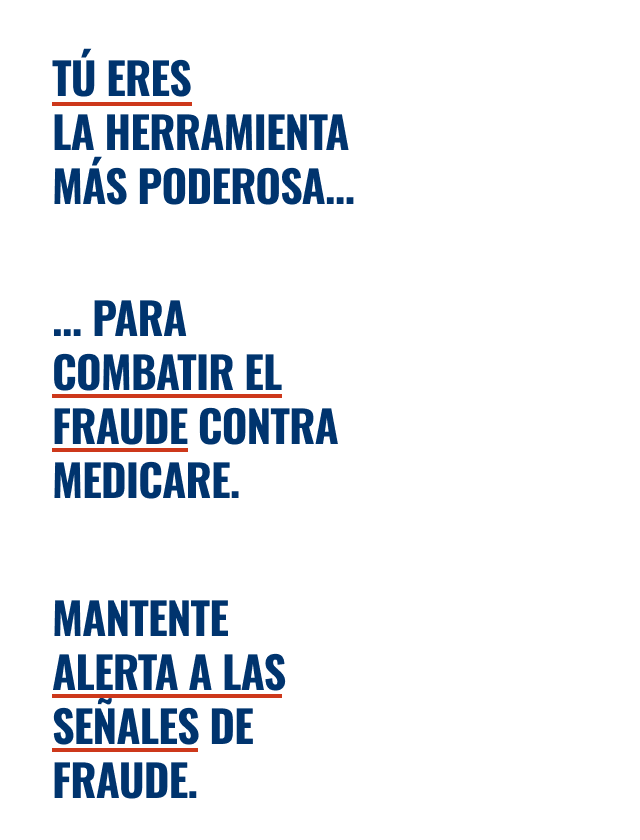 TÚ ERES
LA HERRAMIENTA
MÁS PODEROSA...
... PARA
COMBATIR EL
FRAUDE CONTRA
MEDICARE.
MANTENTE
ALERTA A LAS
SEÑALES DE
FRAUDE.